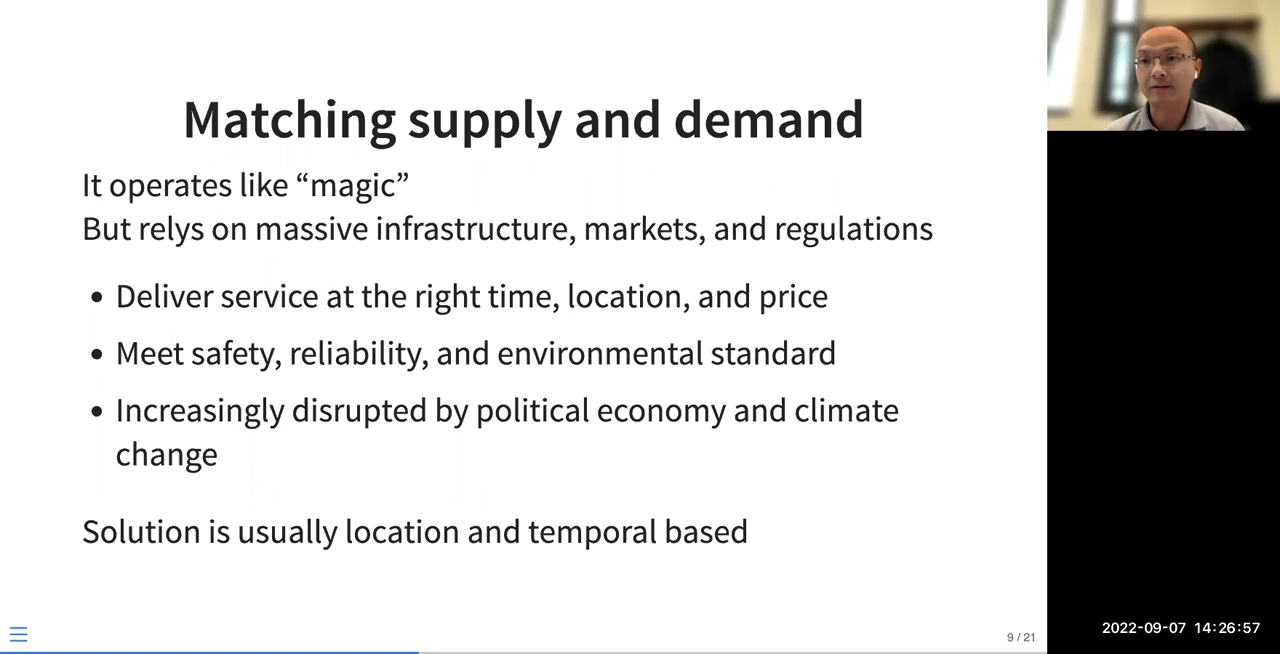 Matching supply and demand
It operates like “magic”
But relys on massive infrastructure, markets, and regulations
• Deliver service at the right time, location, and price
• Meet safety, reliability, and environmental standard
• Increasingly disrupted by political economy and climate
change
Solution is usually location and temporal based
9 / 21
2022-09-07 14:26:57